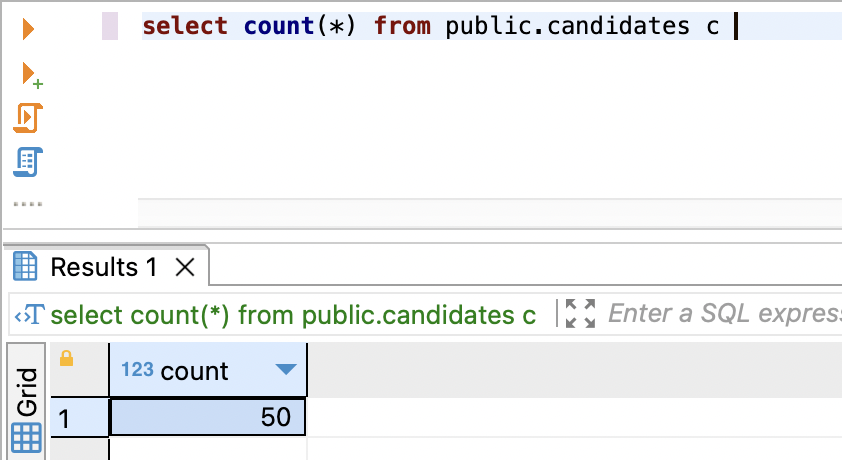 select count(*) from public.candidates c
Results 1
T select count(*) from public.candidates c
Enter a SQL expres
Grid
123 count
1
50